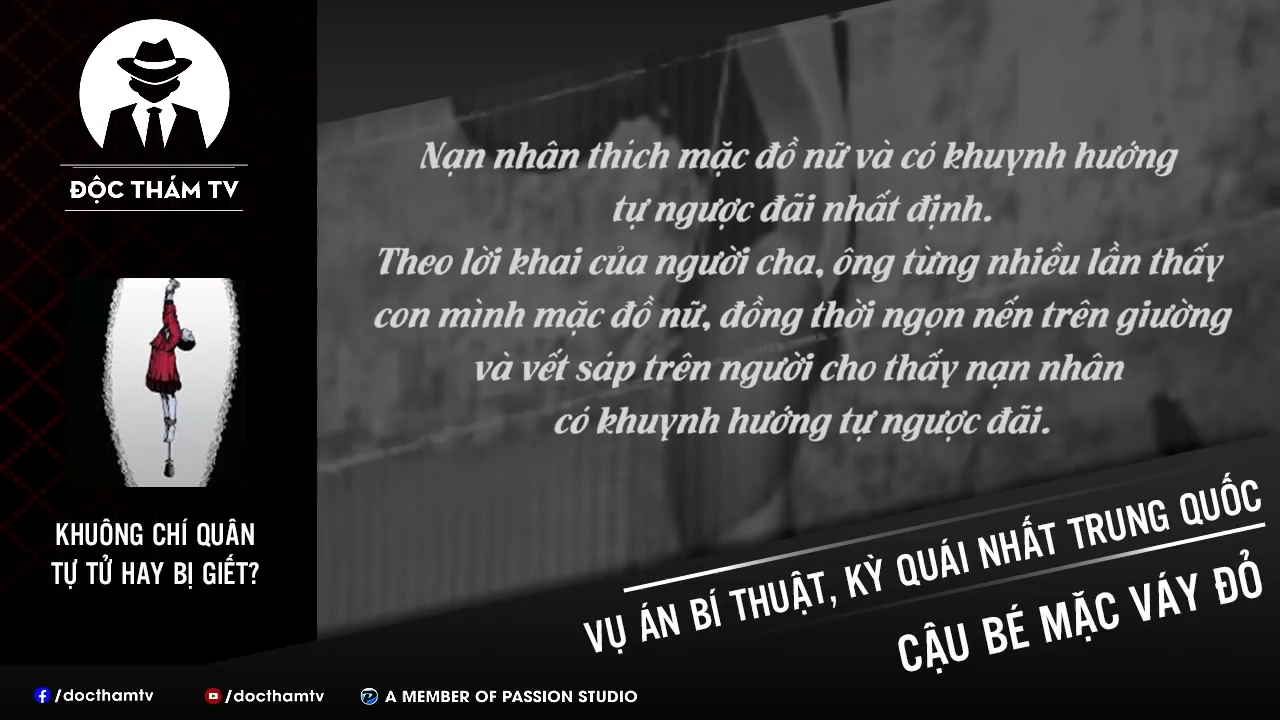 ĐỘC THÁM TV
KHUÔNG CHÍ QUÂN
TỰ TỬ HAY BỊ GIẾT?
Nạn nhân thích mặc đồ nữ và có khuynh hướng
tự ngược đãi nhất định.
Theo lời khai của người cha, ông từng nhiều lần thấy
con mình mặc đồ nữ, đồng thời ngọn nến trên giường
và vết sáp trên người cho thấy nạn nhân
có khuynh hướng tự ngược đãi.
VỤ ÁN BÍ THUẬT, KỲ QUÁI NHẤT TRUNG QUỐC
CẬU BÉ MẶC VÁY ĐỎ
/docthamtv
/docthamtv
A MEMBER OF PASSION STUDIO